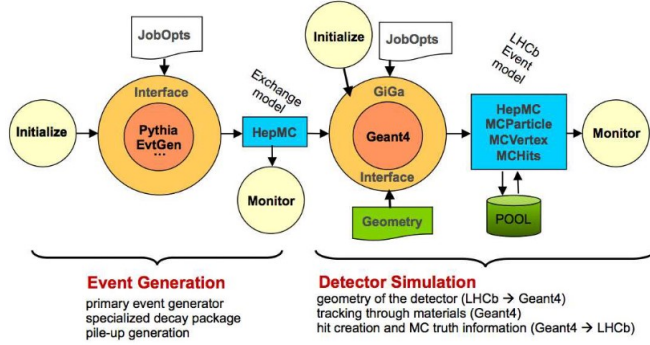 JobOpts
Interface
Initialize
Pythia
EvtGen
...
Exchange
model
HepMC
Monitor
Initialize
JobOpts
GiGa
Geant4
Interface
Geometry
LHCb
Event
model
HepMC
MCParticle
MCVertex
MCHits
POOL
Monitor
Event Generation
primary event generator
specialized decay package
pile-up generation
Detector Simulation
geometry of the detector (LHCb → Geant4)
tracking through materials (Geant4)
hit creation and MC truth information (Geant4 → LHCb)